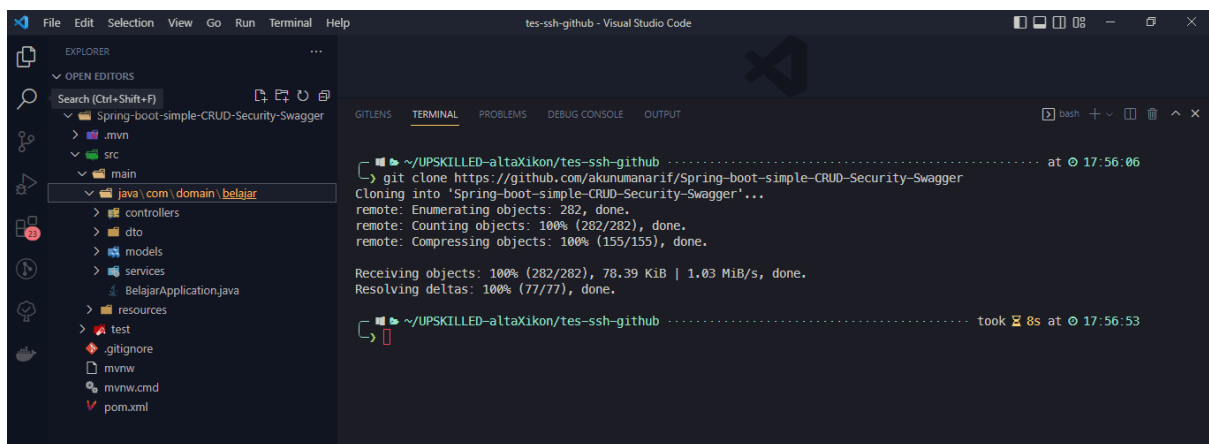 File Edit Selection View Go Run Terminal Help
tes-ssh-github - Visual Studio Code
EXPLORER
OPEN EDITORS
Search (Ctrl+Shift+F)
Spring-boot-simple-CRUD-Security-Swagger
.mvn
src
main
java\com\domain\belajar
controllers
dto
models
services
BelajarApplication.java
resources
test
.gitignore
mvnw
mvnw.cmd
pom.xml
23
GITLENS TERMINAL PROBLEMS DEBUG CONSOLE OUTPUT
bash
~/UPSKILLED-altaXikon/tes-ssh-github at 17:56:06
git clone https://github.com/akunumanarif/Spring-boot-simple-CRUD-Security-Swagger
Cloning into 'Spring-boot-simple-CRUD-Security-Swagger'...
remote: Enumerating objects: 282, done.
remote: Counting objects: 100% (282/282), done.
remote: Compressing objects: 100% (155/155), done.
Receiving objects: 100% (282/282), 78.39 KiB | 1.03 MiB/s, done.
Resolving deltas: 100% (77/77), done.
~/UPSKILLED-altaXikon/tes-ssh-github took 8s at 17:56:53